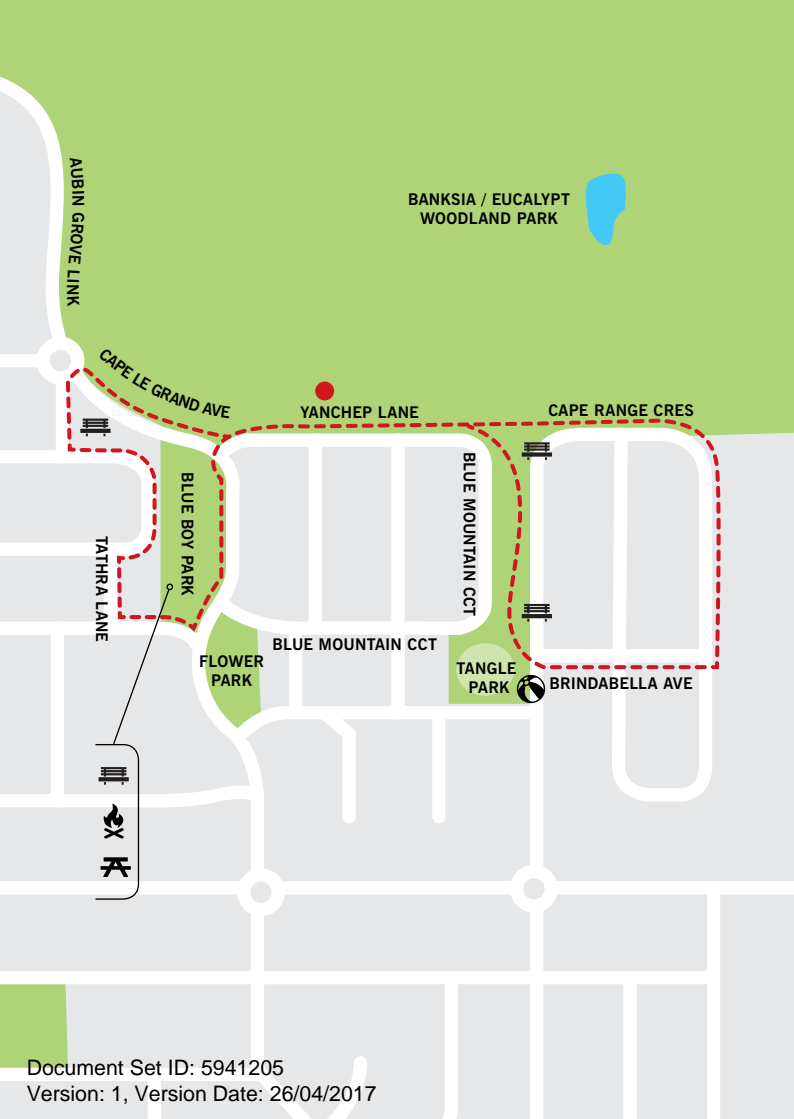 AUBIN GROVE LINK
BANKSIA / EUCALYPT
WOODLAND PARK
CAPE LE GRAND AVE
YANCHEP LANE
CAPE RANGE CRES
BLUE BOY PARK
BLUE MOUNTAIN CCT
TATHRA LANE
BLUE MOUNTAIN CCT
FLOWER
PARK
TANGLE
PARK
BRINDABELLA AVE
Document Set ID: 5941205
Version: 1, Version Date: 26/04/2017